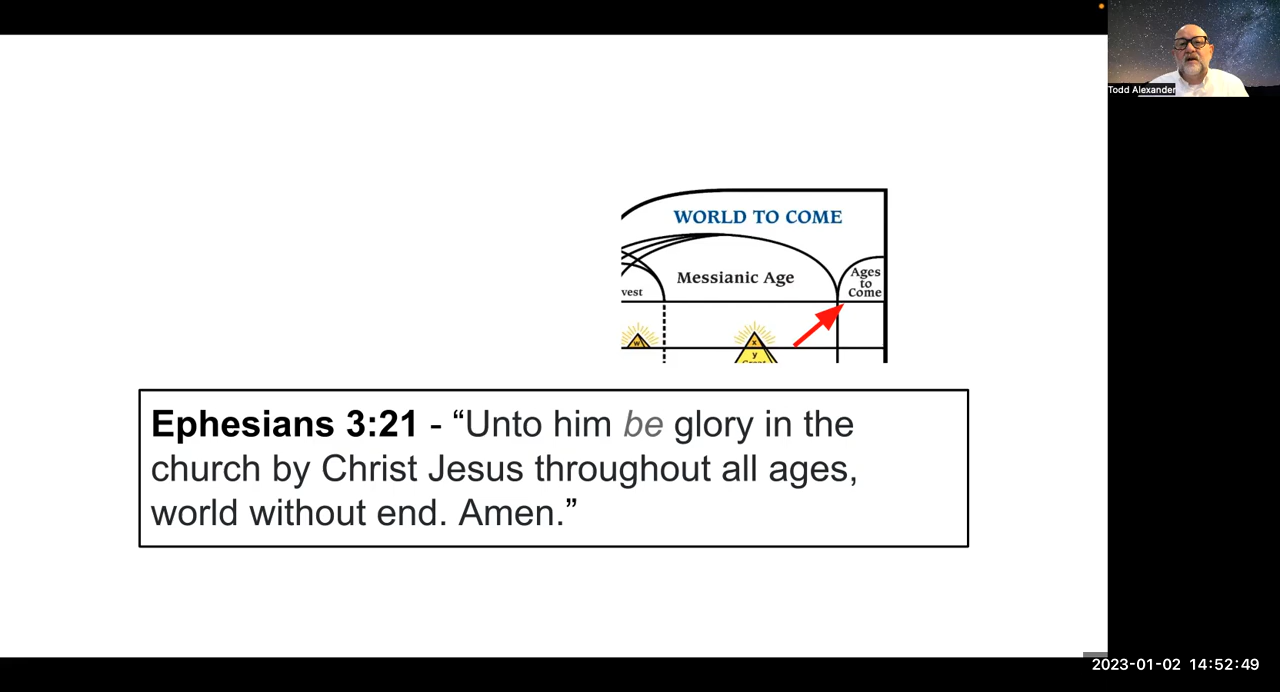 Todd Alexander
WORLD TO COME
Messianic Age
Ages
to
Come
vest
w
x
y
Ephesians 3:21 - “Unto him be glory in the
church by Christ Jesus throughout all ages,
world without end. Amen.”
2023-01-02 14:52:49